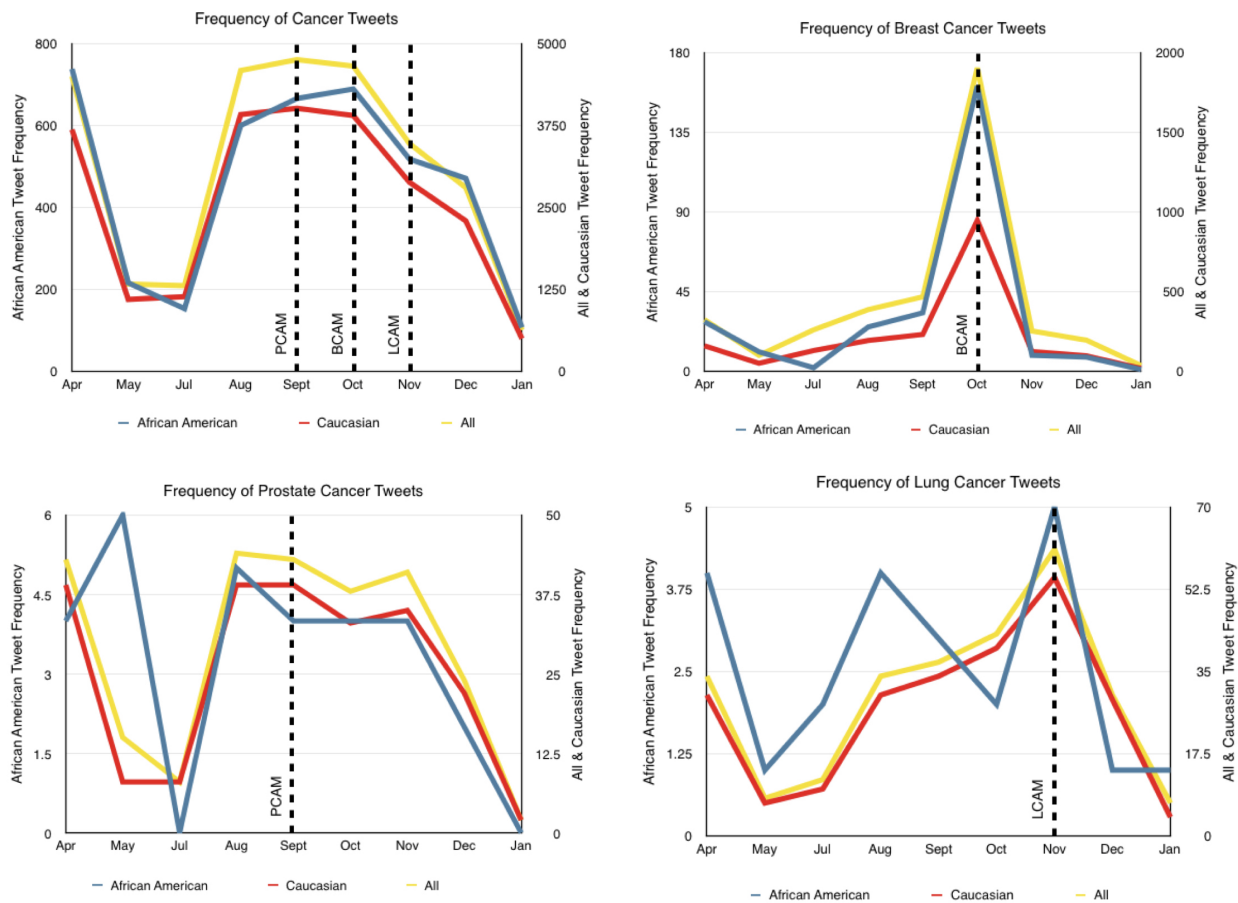 Frequency of Cancer Tweets
800
600
400
200
0
5000
3750
2500
1250
0
African American Tweet Frequency
All & Caucasian Tweet Frequency
PCAM
BCAM
LCAM
Apr May Jul Aug Sept Oct Nov Dec Jan
African American Caucasian All
Frequency of Breast Cancer Tweets
180
135
90
45
0
2000
1500
1000
500
0
African American Tweet Frequency
All & Caucasian Tweet Frequency
BCAM
Apr May Jul Aug Sept Oct Nov Dec Jan
African American Caucasian All
Frequency of Prostate Cancer Tweets
6
4.5
3
1.5
0
50
37.5
25
12.5
0
African American Tweet Frequency
All & Caucasian Tweet Frequency
PCAM
Apr May Jul Aug Sept Oct Nov Dec Jan
African American Caucasian All
Frequency of Lung Cancer Tweets
5
3.75
2.5
1.25
0
70
52.5
35
17.5
0
African American Tweet Frequency
All & Caucasian Tweet Frequency
LCAM
Apr May Jul Aug Sept Oct Nov Dec Jan
African American Caucasian All